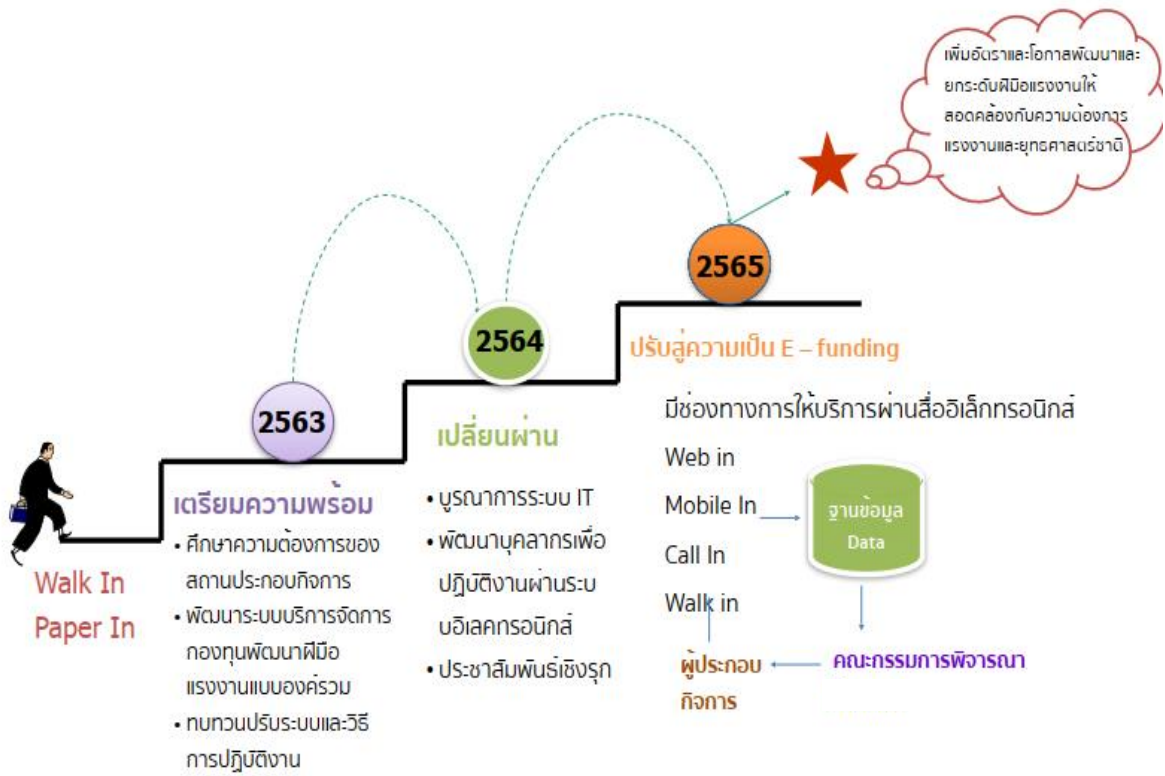 เพิ่มอัตราและโอกาสพัฒนาและ
ยกระดับฝีมือแรงงานให้
สอดคล้องกับความต้องการ
แรงงานและยุทธศาสตร์ชาติ
2565
2564
2563
Walk In
Paper In
เตรียมความพร้อม
• ศึกษาความต้องการของ
สถานประกอบกิจการ
• พัฒนาระบบบริการจัดการ
กองทุนพัฒนาฝีมือ
แรงงานแบบองค์รวม
• ทบทวนปรับระบบและวิธี
การปฏิบัติงาน
เปลี่ยนผ่าน
• บูรณาการระบบ IT
• พัฒนาบุคลากรเพื่อ
ปฏิบัติงานผ่านระบ
บอิเลคทรอนิกส์
• ประชาสัมพันธ์เชิงรุก
ปรับสู่ความเป็น E – funding
มีช่องทางการให้บริการผ่านสื่ออิเล็กทรอนิกส์
Web in
Mobile In
Call In
Walk in
ฐานข้อมูล
Data
คณะกรรมการพิจารณา
ผู้ประกอบ
กิจการ